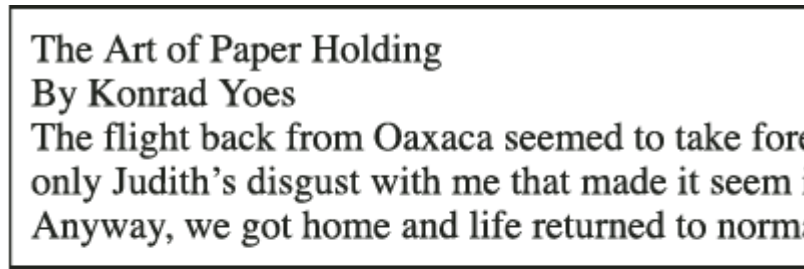 The Art of Paper Holding
By Konrad Yoes
The flight back from Oaxaca seemed to take
only Judith’s disgust with me that made it seem
Anyway, we got home and life returned to